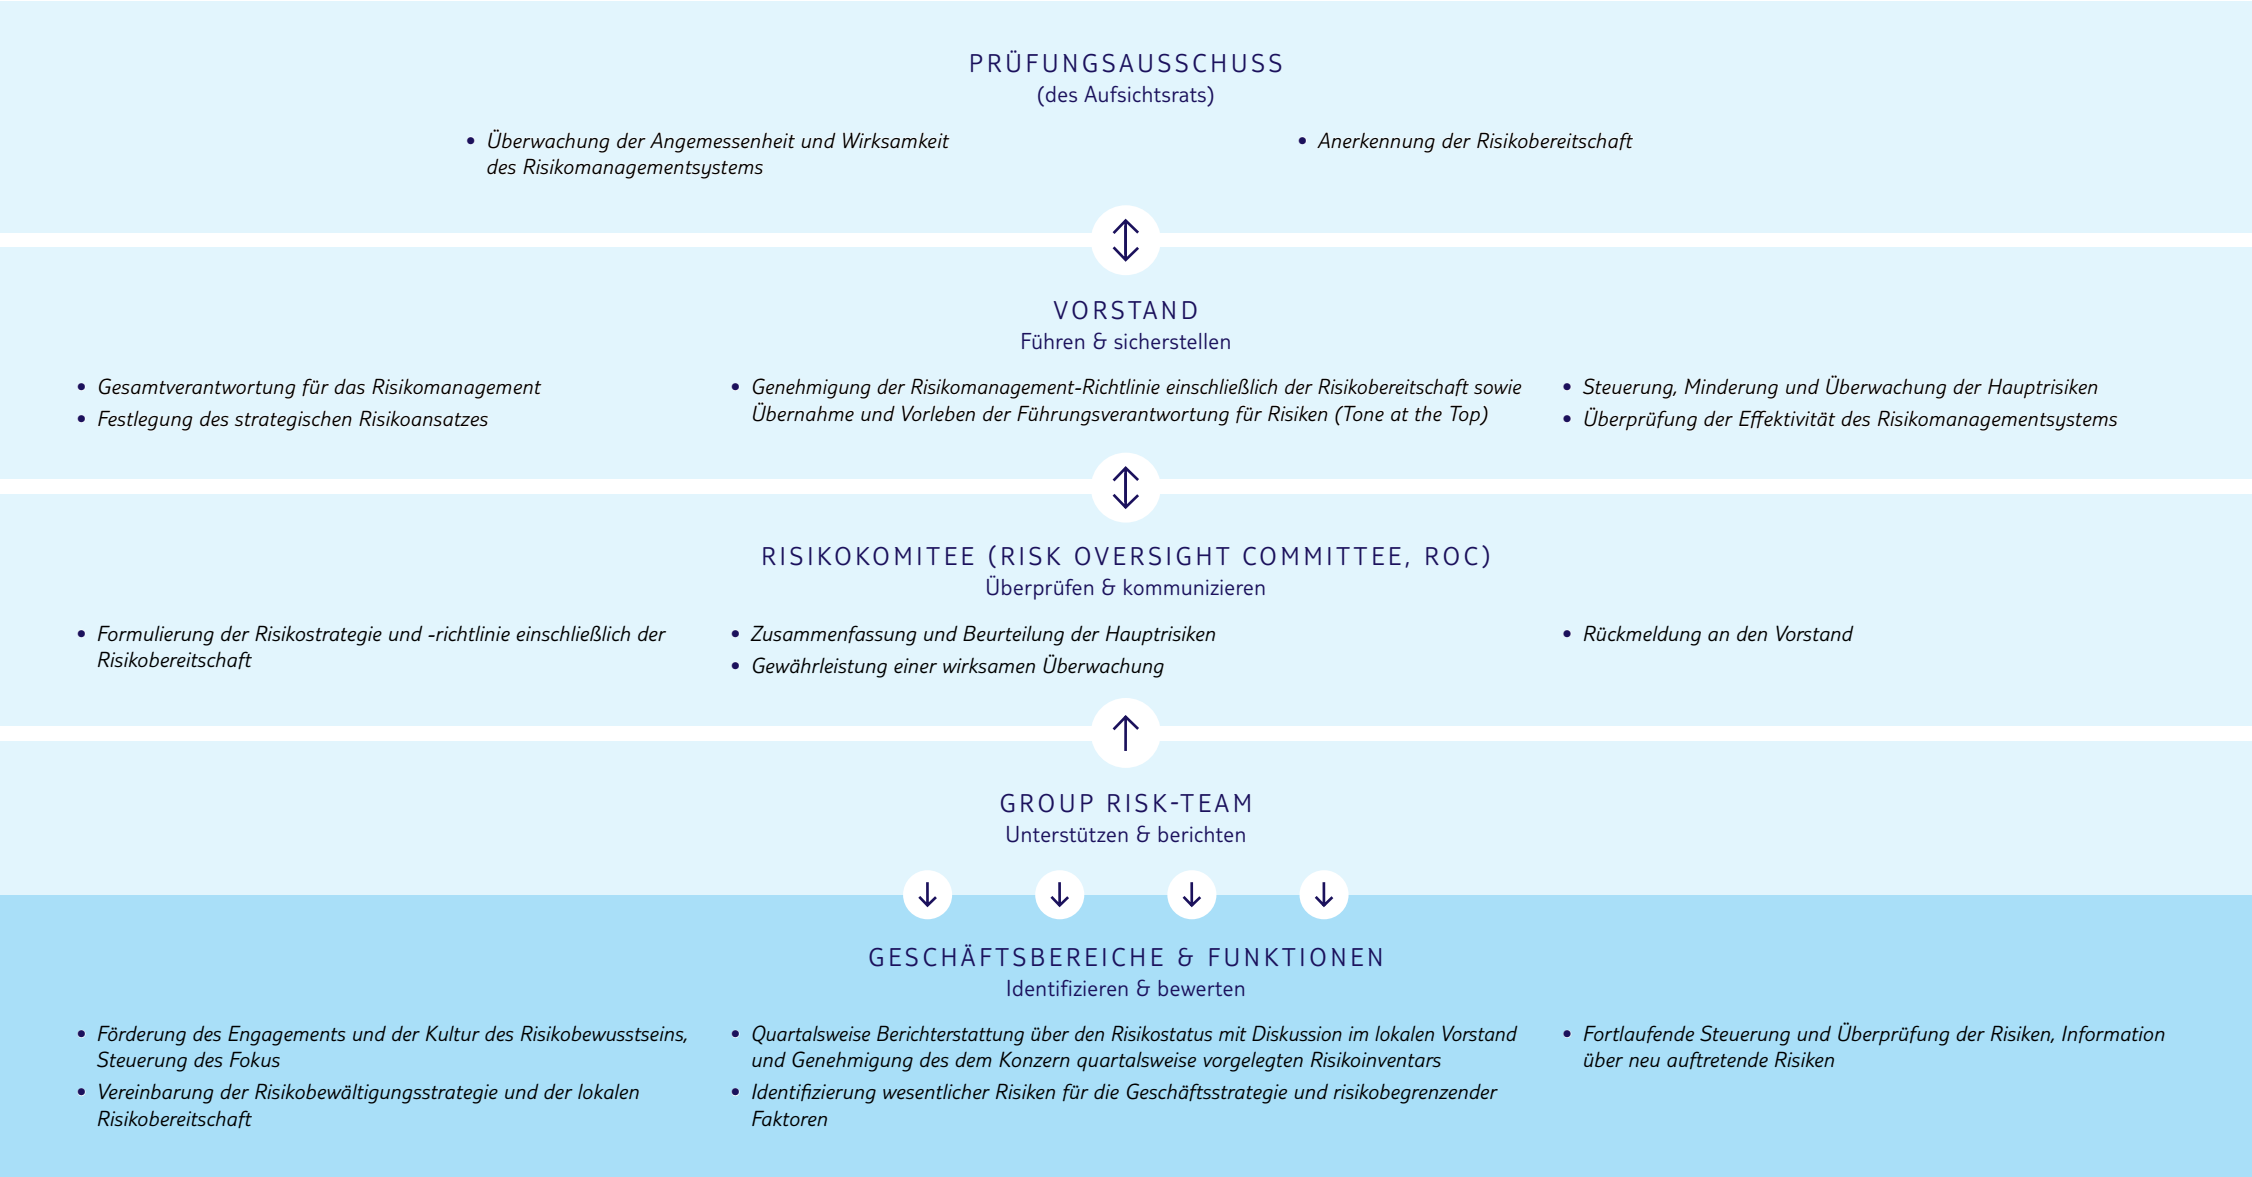 PRÜFUNGSAUSSCHUSS
(des Aufsichtsrats)
• Überwachung der Angemessenheit und Wirksamkeit
des Risikomanagementsystems
• Anerkennung der Risikobereitschaft
VORSTAND
Führen & sicherstellen
• Gesamtverantwortung für das Risikomanagement
• Festlegung des strategischen Risikoansatzes
• Genehmigung der Risikomanagement-Richtlinie einschließlich der Risikobereitschaft sowie
Übernahme und Vorleben der Führungsverantwortung für Risiken (Tone at the Top)
• Steuerung, Minderung und Überwachung der Hauptrisiken
• Überprüfung der Effektivität des Risikomanagementsystems
RISIKOKOMITEE (RISK OVERSIGHT COMMITTEE, ROC)
Überprüfen & kommunizieren
• Formulierung der Risikostrategie und -richtlinie einschließlich der
Risikobereitschaft
• Zusammenfassung und Beurteilung der Hauptrisiken
• Gewährleistung einer wirksamen Überwachung
• Rückmeldung an den Vorstand
GROUP RISK-TEAM
Unterstützen & berichten
GESCHÄFTSBEREICHE & FUNKTIONEN
Identifizieren & bewerten
• Förderung des Engagements und der Kultur des Risikobewusstseins,
Steuerung des Fokus
• Vereinbarung der Risikobewältigungsstrategie und der lokalen
Risikobereitschaft
• Quartalsweise Berichterstattung über den Risikostatus mit Diskussion im lokalen Vorstand
und Genehmigung des dem Konzern quartalsweise vorgelegten Risikoinventars
• Identifizierung wesentlicher Risiken für die Geschäftsstrategie und risikobegrenzender
Faktoren
• Fortlaufende Steuerung und Überprüfung der Risiken, Information
über neu auftretende Risiken